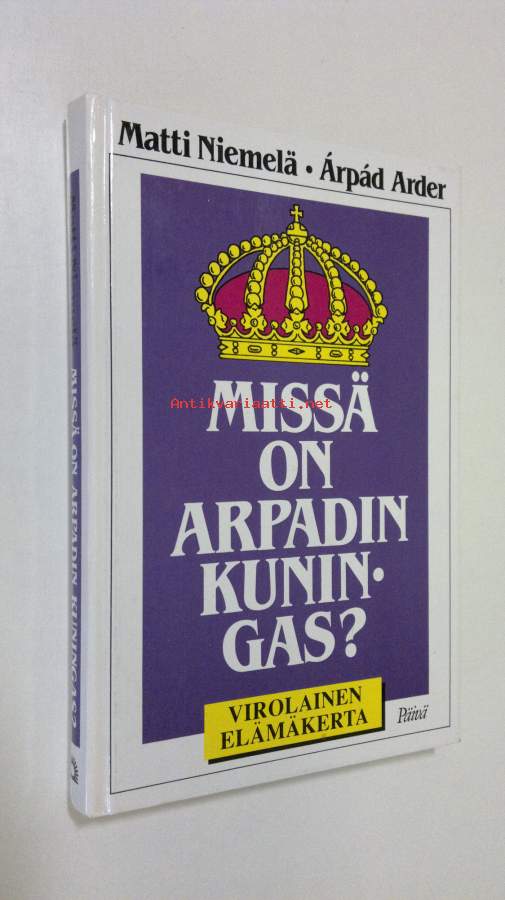 Matti Niemelä • Árpád Arder
MISSÄ
ON
ARPADIN
KUNIN-
GAS?
VIROLAINEN
ELÄMÄKERTA
Päivä
Antikvariaatti.net
MISSÄ ON ARPADIN KUNINGAS?